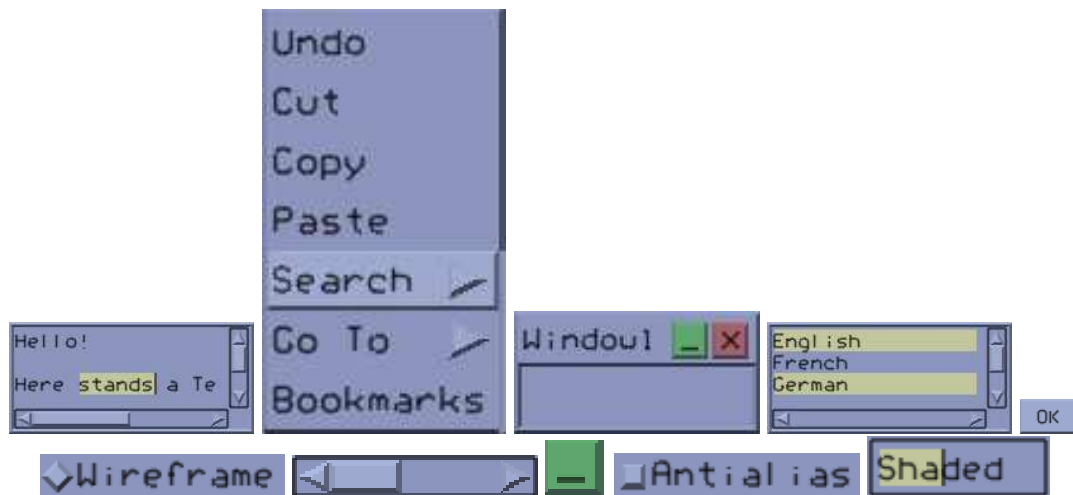 Undo
Cut
Copy
Paste
Search
Go To
Bookmarks
Hello!
Here stands a Te
Window1
English
French
German
OK
Wireframe
Antialias
Shaded